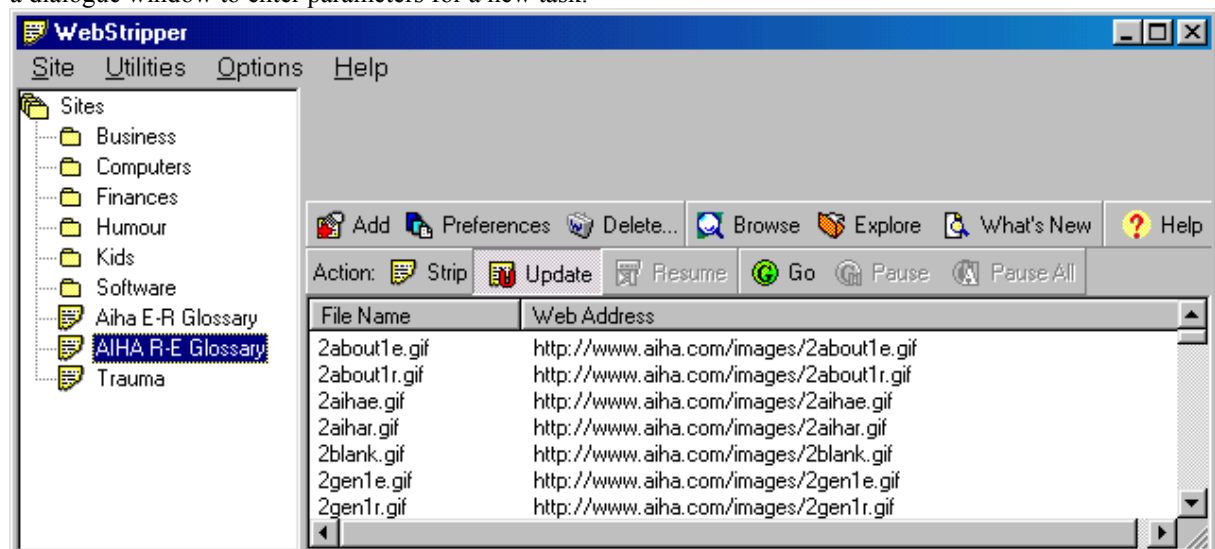 a dialogue window to enter parameters for a new task.
WebStripper
Site Utilities Options Help
Sites
Business
Computers
Finances
Humour
Kids
Software
Aiha E-R Glossary
AIHA R-E Glossary
Trauma
Add Preferences Delete... Browse Explore What's New ? Help
Action: Strip Update Resume Go Pause Pause All
File Name Web Address
2about1e.gif http://www.aiha.com/images/2about1e.gif
2about1r.gif http://www.aiha.com/images/2about1r.gif
2aihae.gif http://www.aiha.com/images/2aihae.gif
2aihar.gif http://www.aiha.com/images/2aihar.gif
2blank.gif http://www.aiha.com/images/2blank.gif
2gen1e.gif http://www.aiha.com/images/2gen1e.gif
2gen1r.gif http://www.aiha.com/images/2gen1r.gif